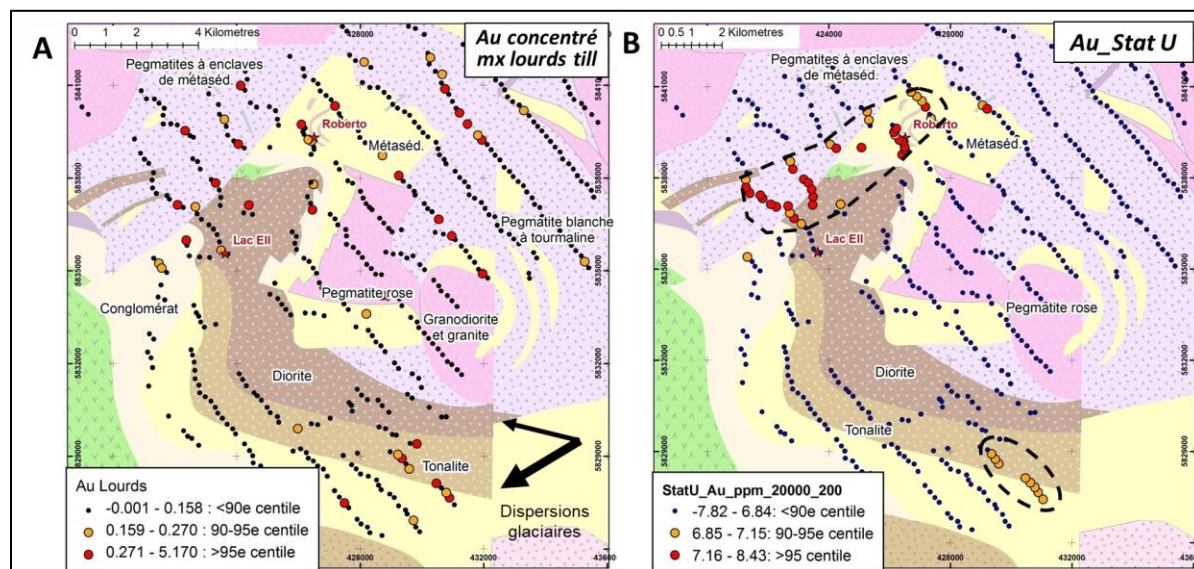 A
0 2 4 Kilometres
428000
Au concentré
mx lourds till
Pegmatites à enclaves
de métaséd.
5841000
Roberto
Métaséd.
5838000
Lac Ell
Pegmatite blanche
à tourmaline
5835000
Conglomérat
Pegmatite rose
Granodiorite
et granite
5832000
Diorite
Tonalite
5829000
Au Lourds
-0.001 - 0.158 : <90e centile
0.159 - 0.270 : 90-95e centile
0.271 - 5.170 : >95e centile
Dispersions
glaciaires
428000
432000
43600
B
0 0.5 1 2 Kilometres
424000
428000
Au_Stat U
Pegmatites à enclaves
de métaséd.
5841000
Roberto
Métaséd.
5838000
Lac Ell
5835000
Pegmatite rose
5832000
Diorite
Tonalite
5829000
StatU_Au_ppm_20000_200
-7.82 - 6.84: <90e centile
6.85 - 7.15: 90-95e centile
7.16 - 8.43: >95 centile
428000
432000